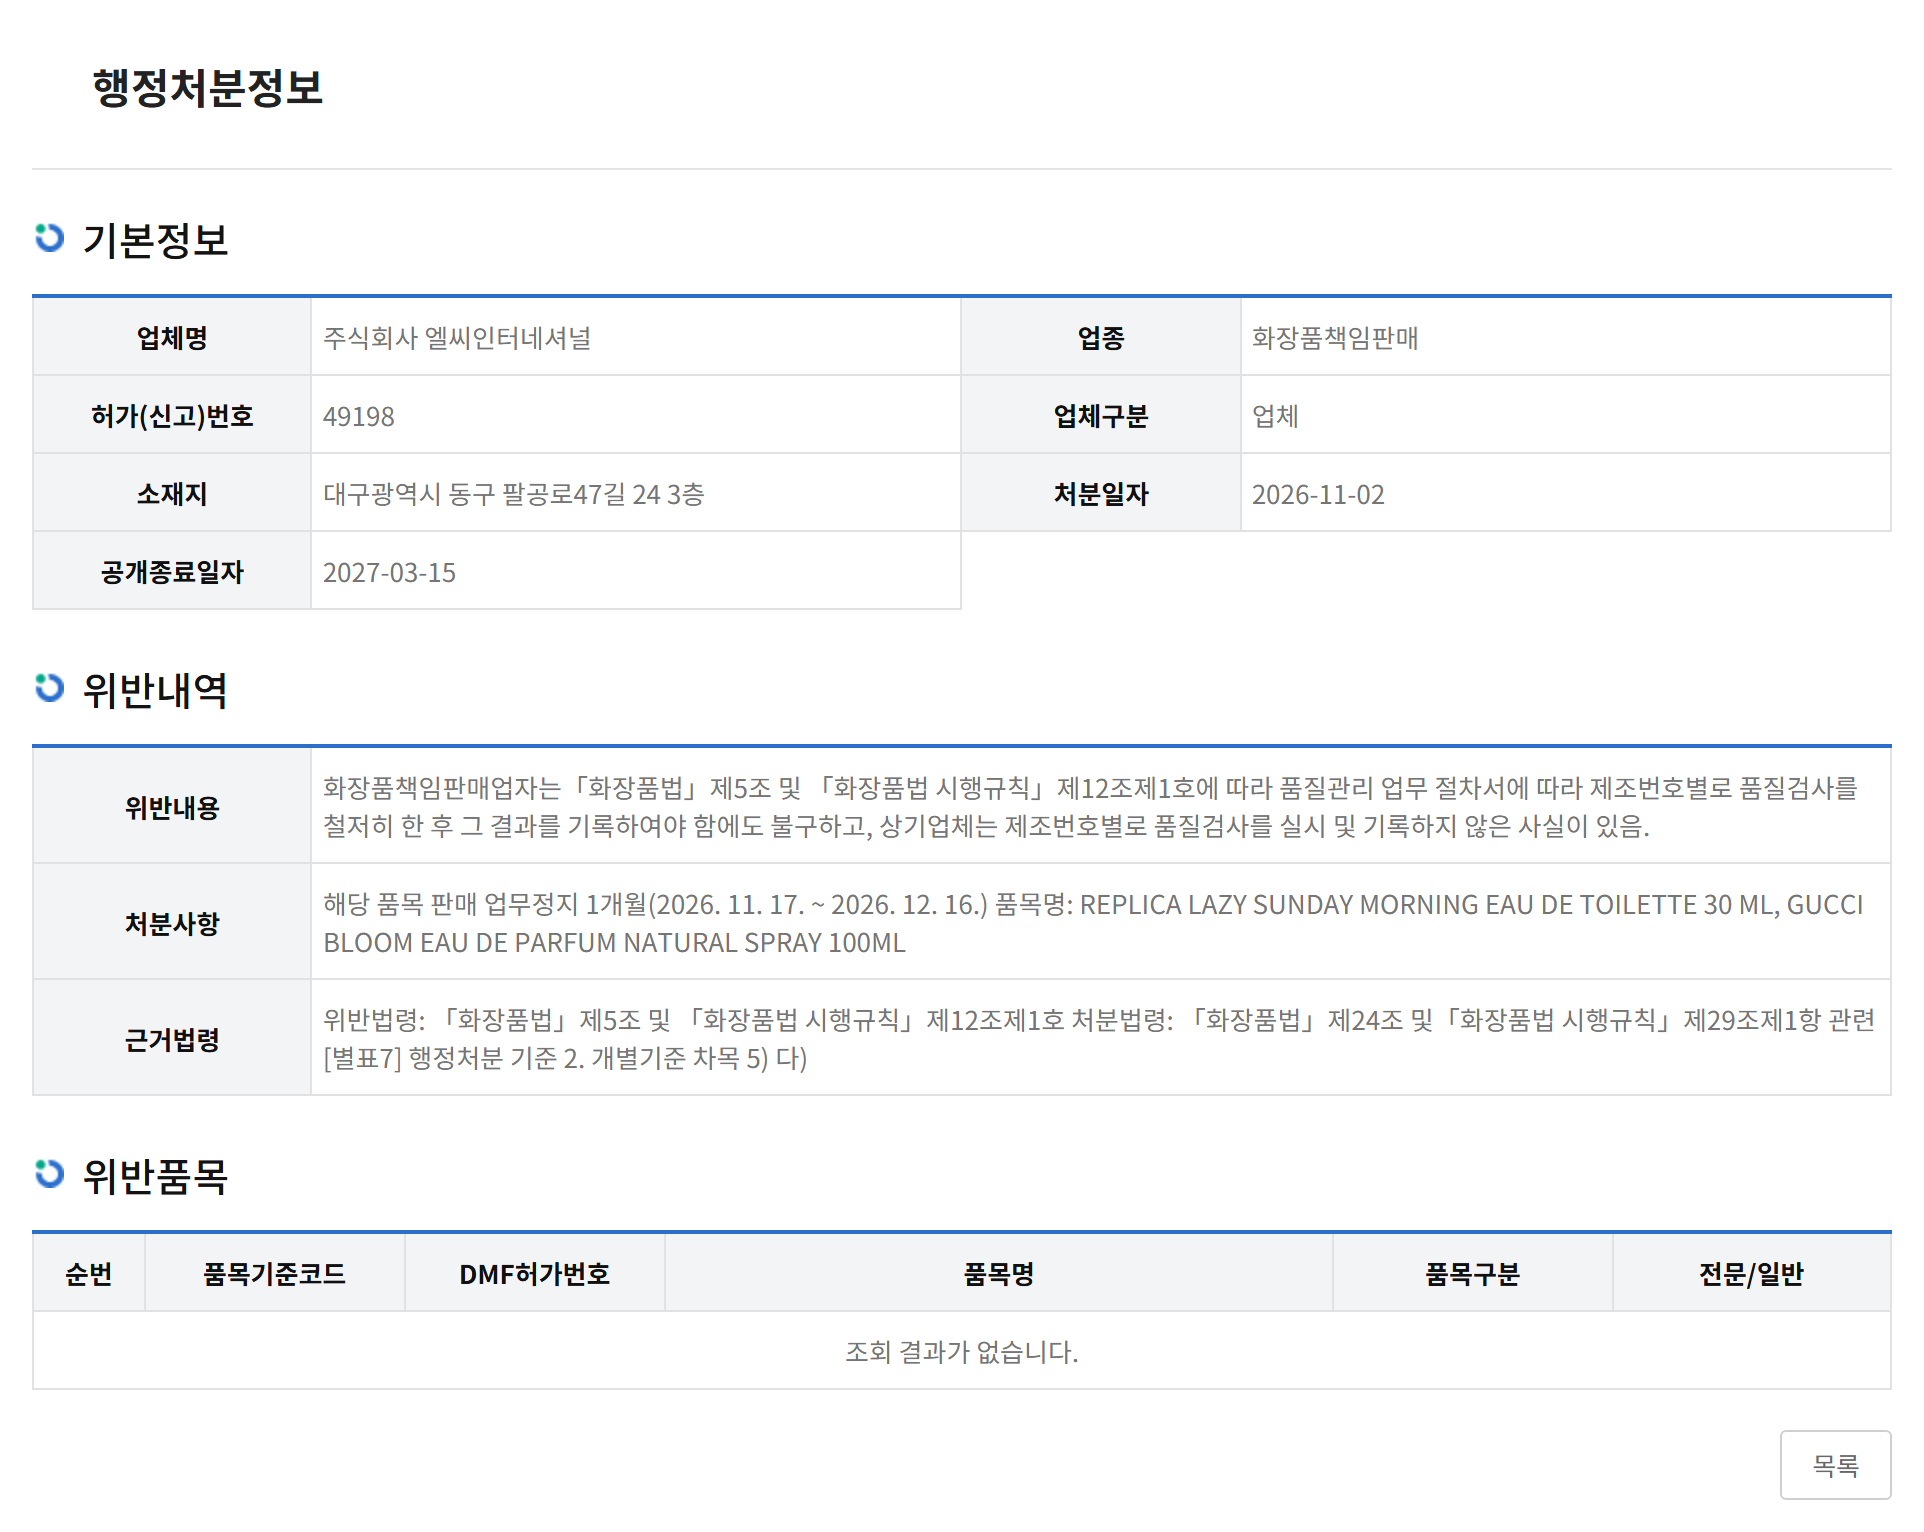 행정처분정보
기본정보
업체명 주식회사 엘씨인터네셔널 업종 화장품책임판매
허가(신고)번호 49198 업체구분 업체
소재지 대구광역시 동구 팔공로47길 24 3층 처분일자 2026-11-02
공개종료일자 2027-03-15
위반내역
위반내용 화장품책임판매업자는「화장품법」제5조 및 「화장품법 시행규칙」제12조제1호에 따라 품질관리 업무 절차서에 따라 제조번호별로 품질검사를
철저히 한 후 그 결과를 기록하여야 함에도 불구하고, 상기업체는 제조번호별로 품질검사를 실시 및 기록하지 않은 사실이 있음.
처분사항 해당 품목 판매 업무정지 1개월(2026. 11. 17. ~ 2026. 12. 16.) 품목명: REPLICA LAZY SUNDAY MORNING EAU DE TOILETTE 30 ML, GUCCI
BLOOM EAU DE PARFUM NATURAL SPRAY 100ML
근거법령 위반법령: 「화장품법」제5조 및 「화장품법 시행규칙」제12조제1호 처분법령: 「화장품법」제24조 및「화장품법 시행규칙」제29조제1항 관련
[별표7] 행정처분 기준 2. 개별기준 차목 5) 다)
위반품목
순번 품목기준코드 DMF허가번호 품목명 품목구분 전문/일반
조회 결과가 없습니다.
목록